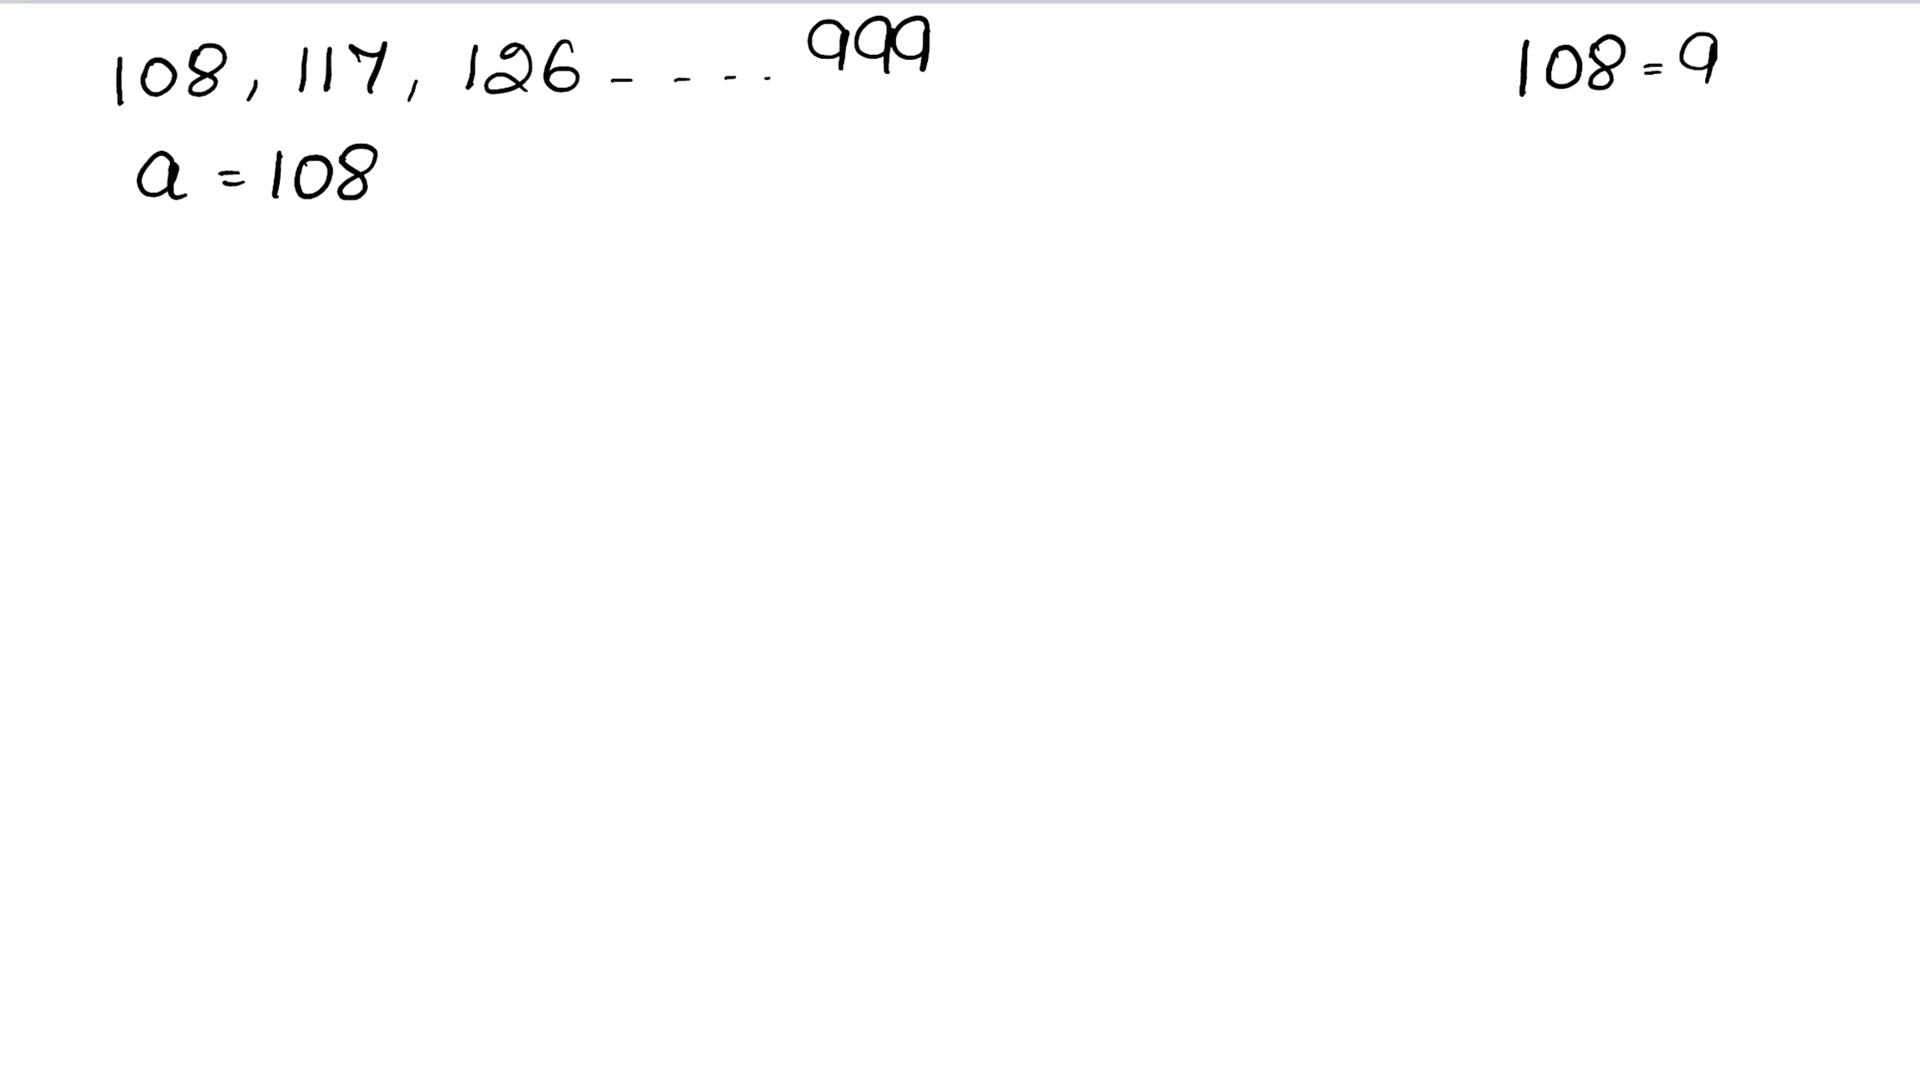 108, 117, 126 - - - - . 999
a = 108
108 = 9